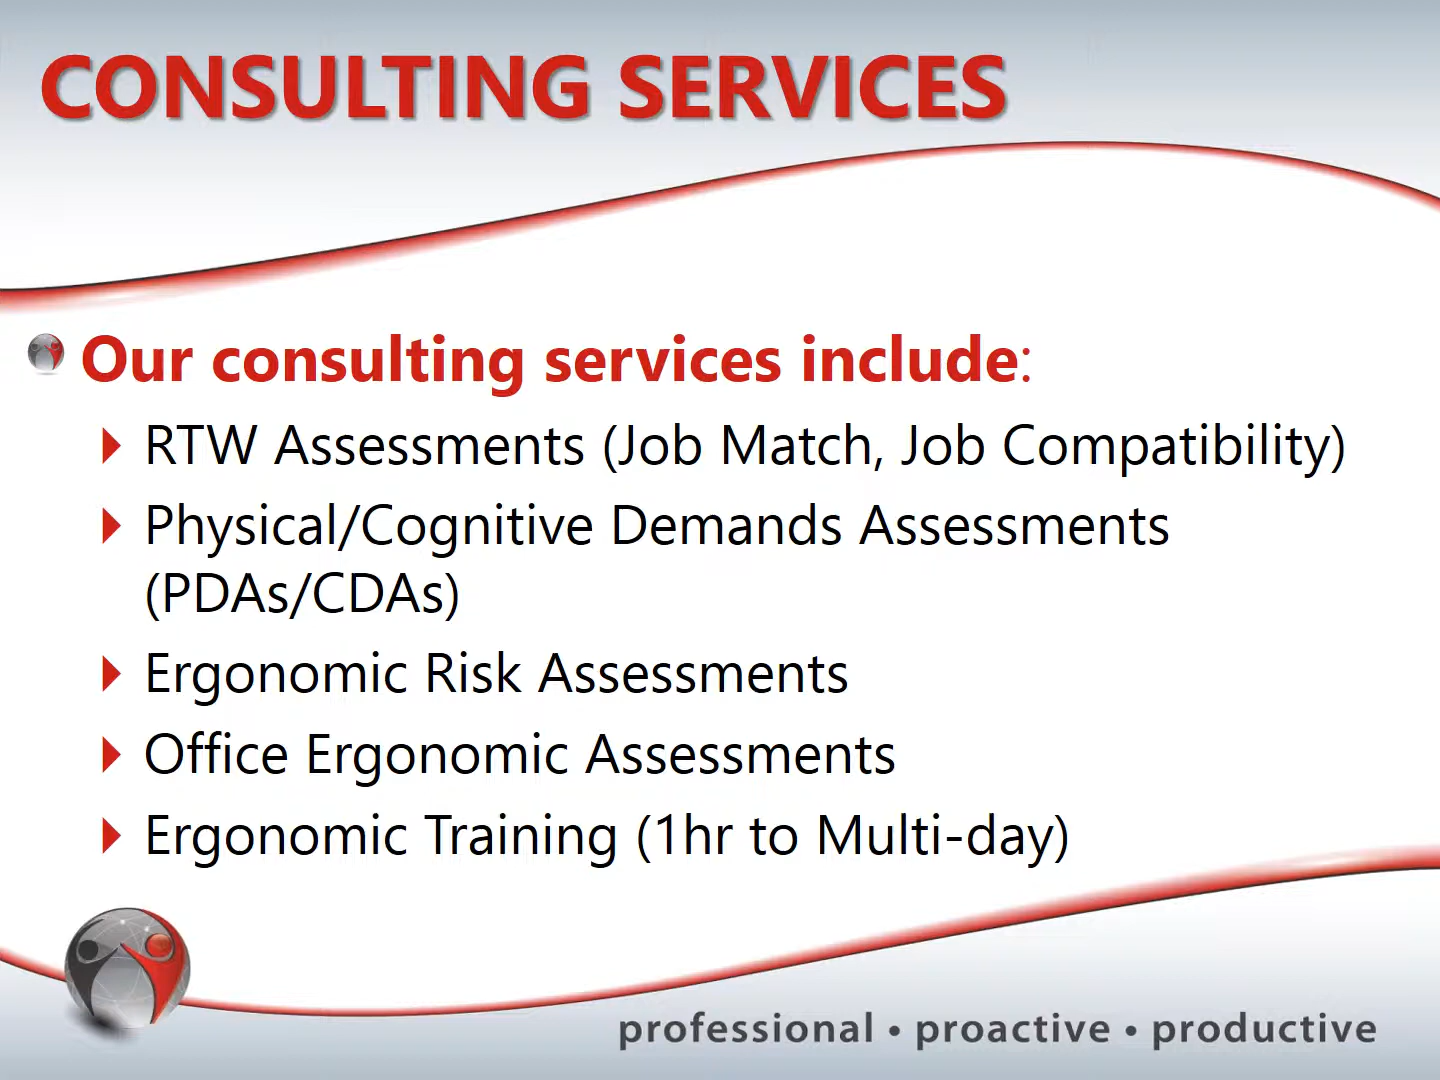 CONSULTING SERVICES
Our consulting services include:
RTW Assessments (Job Match, Job Compatibility)
Physical/Cognitive Demands Assessments
(PDAs/CDAs)
Ergonomic Risk Assessments
Office Ergonomic Assessments
Ergonomic Training (1hr to Multi-day)
professional • proactive • productive